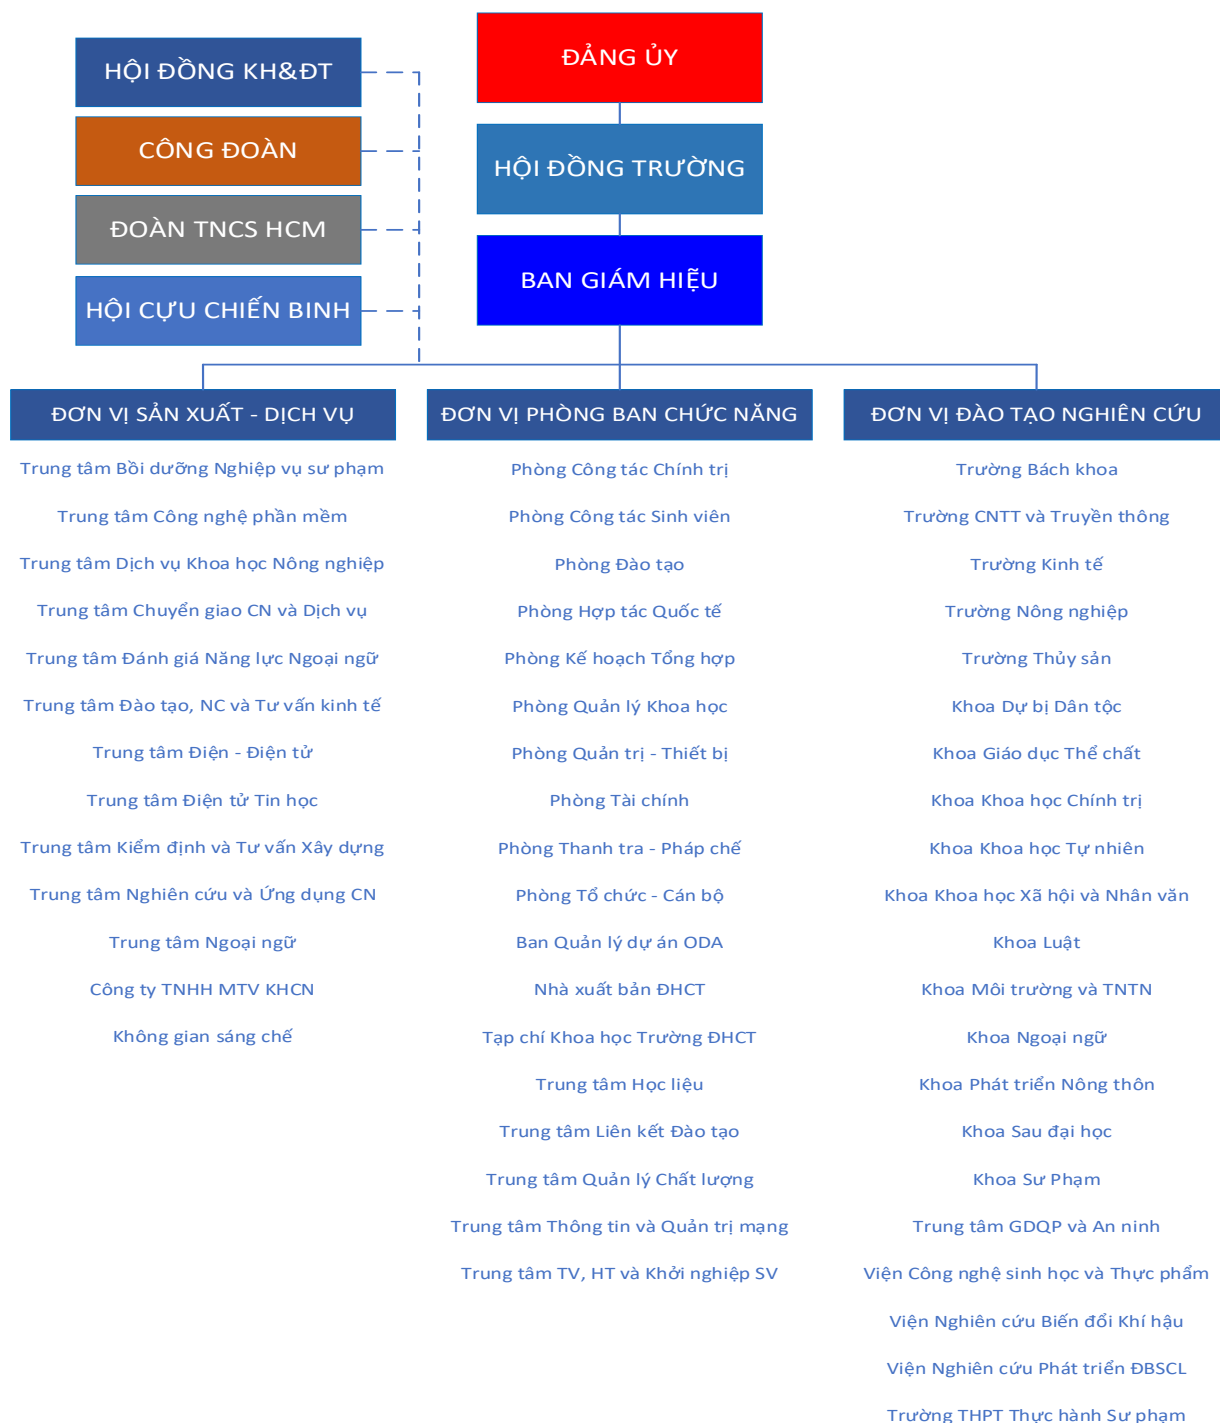 HỘI ĐỒNG KH&ĐT
CÔNG ĐOÀN
ĐOÀN TNCS HCM
HỘI CỰU CHIẾN BINH
ĐẢNG ỦY
HỘI ĐỒNG TRƯỜNG
BAN GIÁM HIỆU
ĐƠN VỊ SẢN XUẤT - DỊCH VỤ
Trung tâm Bồi dưỡng Nghiệp vụ sư phạm
Trung tâm Công nghệ phần mềm
Trung tâm Dịch vụ Khoa học Nông nghiệp
Trung tâm Chuyển giao CN và Dịch vụ
Trung tâm Đánh giá Năng lực Ngoại ngữ
Trung tâm Đào tạo, NC và Tư vấn kinh tế
Trung tâm Điện - Điện tử
Trung tâm Điện tử Tin học
Trung tâm Kiểm định và Tư vấn Xây dựng
Trung tâm Nghiên cứu và Ứng dụng CN
Trung tâm Ngoại ngữ
Công ty TNHH MTV KHCN
Không gian sáng chế
ĐƠN VỊ PHÒNG BAN CHỨC NĂNG
Phòng Công tác Chính trị
Phòng Công tác Sinh viên
Phòng Đào tạo
Phòng Hợp tác Quốc tế
Phòng Kế hoạch Tổng hợp
Phòng Quản lý Khoa học
Phòng Quản trị - Thiết bị
Phòng Tài chính
Phòng Thanh tra - Pháp chế
Phòng Tổ chức - Cán bộ
Ban Quản lý dự án ODA
Nhà xuất bản ĐHCT
Tạp chí Khoa học Trường ĐHCT
Trung tâm Học liệu
Trung tâm Liên kết Đào tạo
Trung tâm Quản lý Chất lượng
Trung tâm Thông tin và Quản trị mạng
Trung tâm TV, HT và Khởi nghiệp SV
ĐƠN VỊ ĐÀO TẠO NGHIÊN CỨU
Trường Bách khoa
Trường CNTT và Truyền thông
Trường Kinh tế
Trường Nông nghiệp
Trường Thủy sản
Khoa Dự bị Dân tộc
Khoa Giáo dục Thể chất
Khoa Khoa học Chính trị
Khoa Khoa học Tự nhiên
Khoa Khoa học Xã hội và Nhân văn
Khoa Luật
Khoa Môi trường và TNTN
Khoa Ngoại ngữ
Khoa Phát triển Nông thôn
Khoa Sau đại học
Khoa Sư Phạm
Trung tâm GDQP và An ninh
Viện Công nghệ sinh học và Thực phẩm
Viện Nghiên cứu Biến đổi Khí hậu
Viện Nghiên cứu Phát triển ĐBSCL
Trường THPT Thực hành Sư phạm